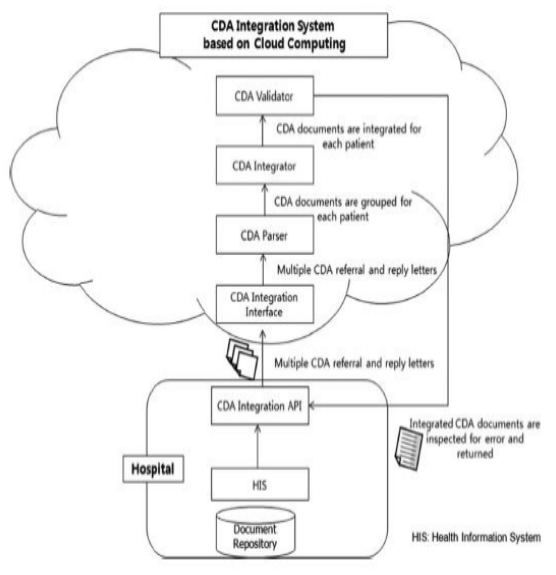 CDA Integration System
based on Cloud Computing
CDA Validator
CDA documents are integrated for
each patient
CDA Integrator
CDA documents are grouped for
each patient
CDA Parser
Multiple CDA referral and reply letters
CDA Integration
Interface
Multiple CDA referral and reply letters
CDA Integration API
Integrated CDA documents are
inspected for error and
returned
Hospital
HIS
Document
Repository
HIS: Health Information System